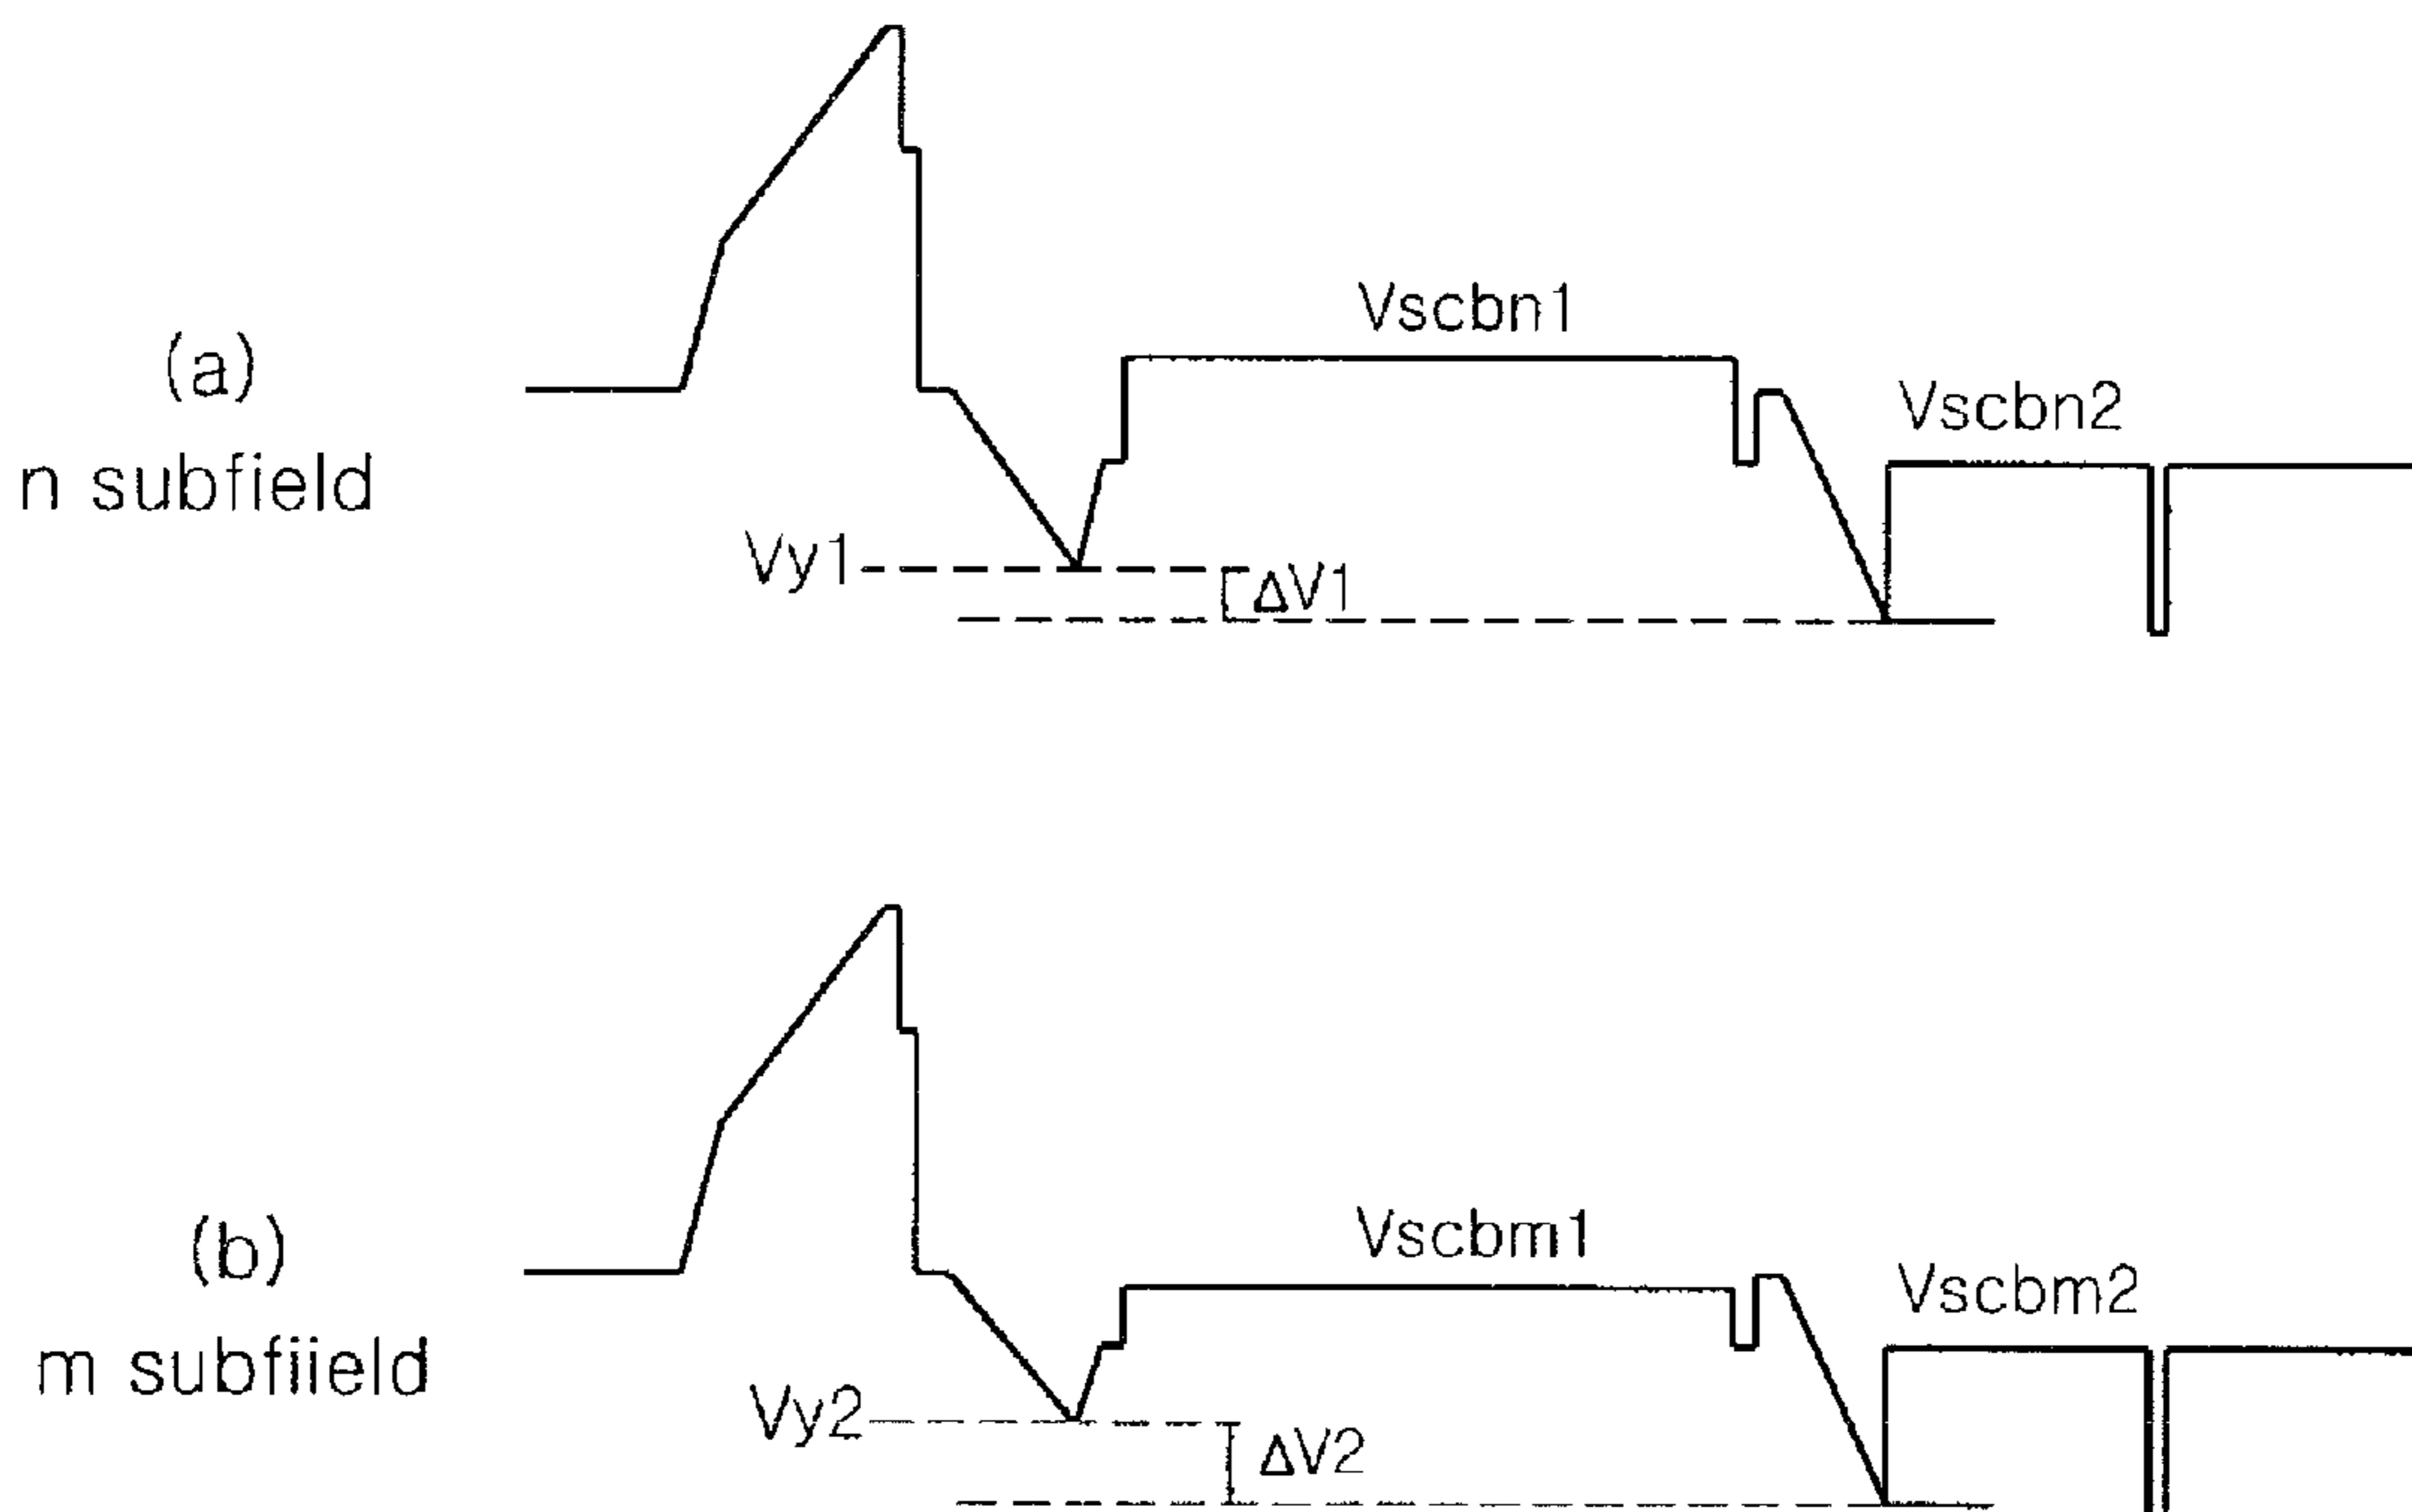 Vscbn1
(a)
Vscbn2
n subfield
Vy1
ΔV1
Vscbm1
(b)
Vscbm2
m subfiield
Vy2
ΔV2